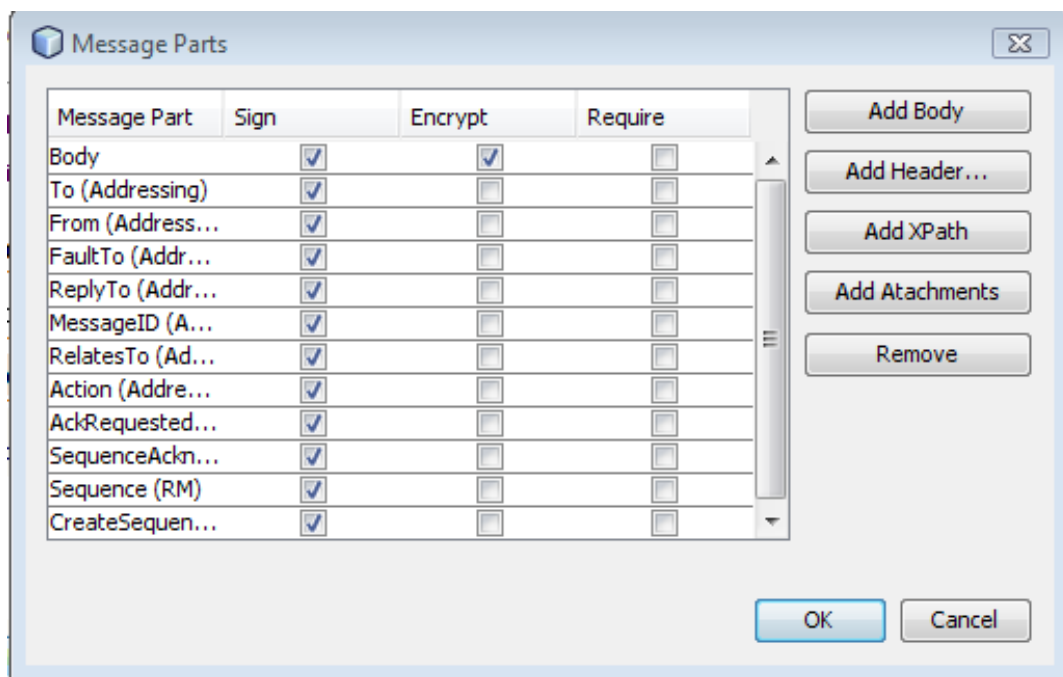 Message Parts
Message Part Sign Encrypt Require
Body
To (Addressing)
From (Address...
FaultTo (Addr...
ReplyTo (Addr...
MessageID (A...
RelatesTo (Ad...
Action (Addre...
AckRequested...
SequenceAckn...
Sequence (RM)
CreateSequen...
Add Body
Add Header...
Add XPath
Add Atachments
Remove
OK
Cancel